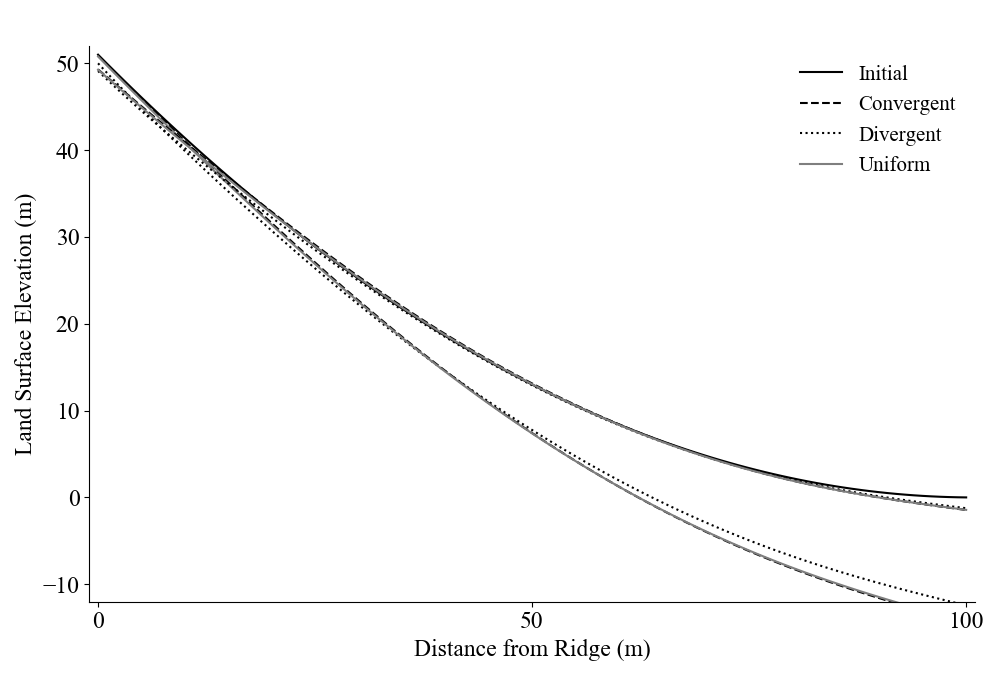 50
40
30
20
10
0
−10
0
50
100
Land Surface Elevation (m)
Distance from Ridge (m)
Initial
Convergent
Divergent
Uniform